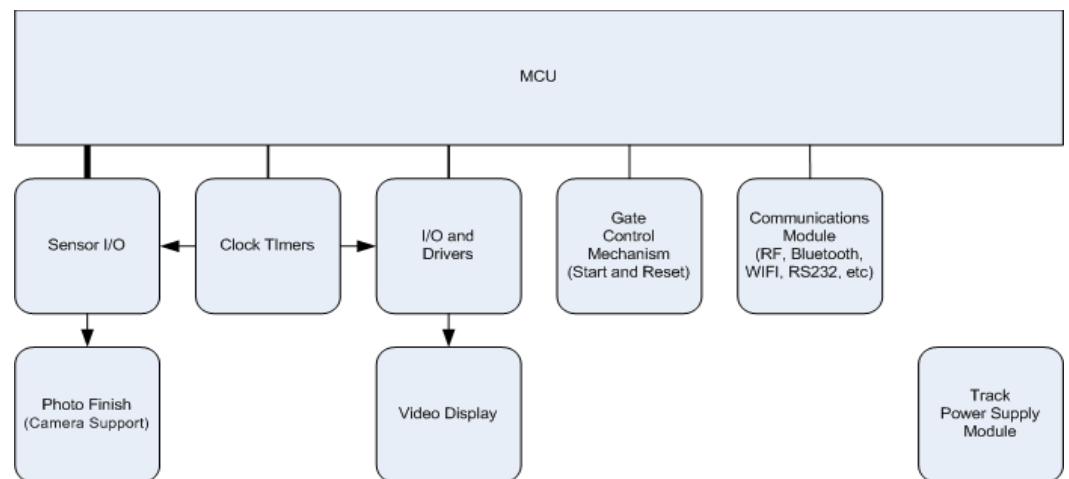 MCU
Sensor I/O
Clock TImers
I/O and
Drivers
Gate
Control
Mechanism
(Start and Reset)
Communications
Module
(RF, Bluetooth,
WIFI, RS232, etc)
Photo Finish
(Camera Support)
Video Display
Track
Power Supply
Module